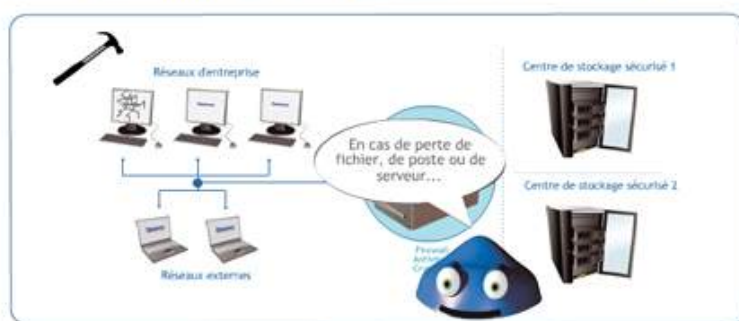 Réseaux d'entreprise
Centre de stockage sécurisé 1
En cas de perte de
fichier, de poste ou de
serveur...
Centre de stockage sécurisé 2
Réseaux externes